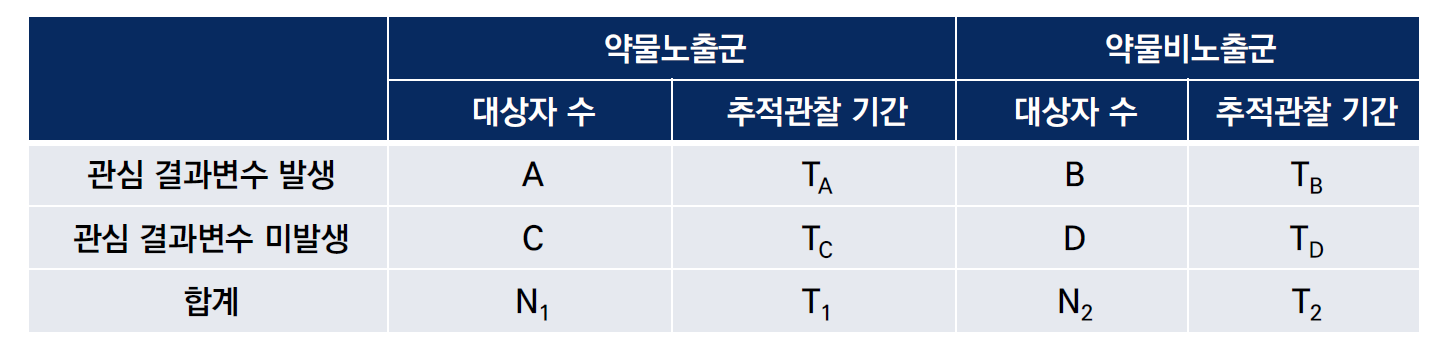 약물노출군 약물비노출군
대상자 수 추적관찰 기간 대상자 수 추적관찰 기간
관심 결과변수 발생 A T_A B T_B
관심 결과변수 미발생 C T_C D T_D
합계 N_1 T_1 N_2 T_2